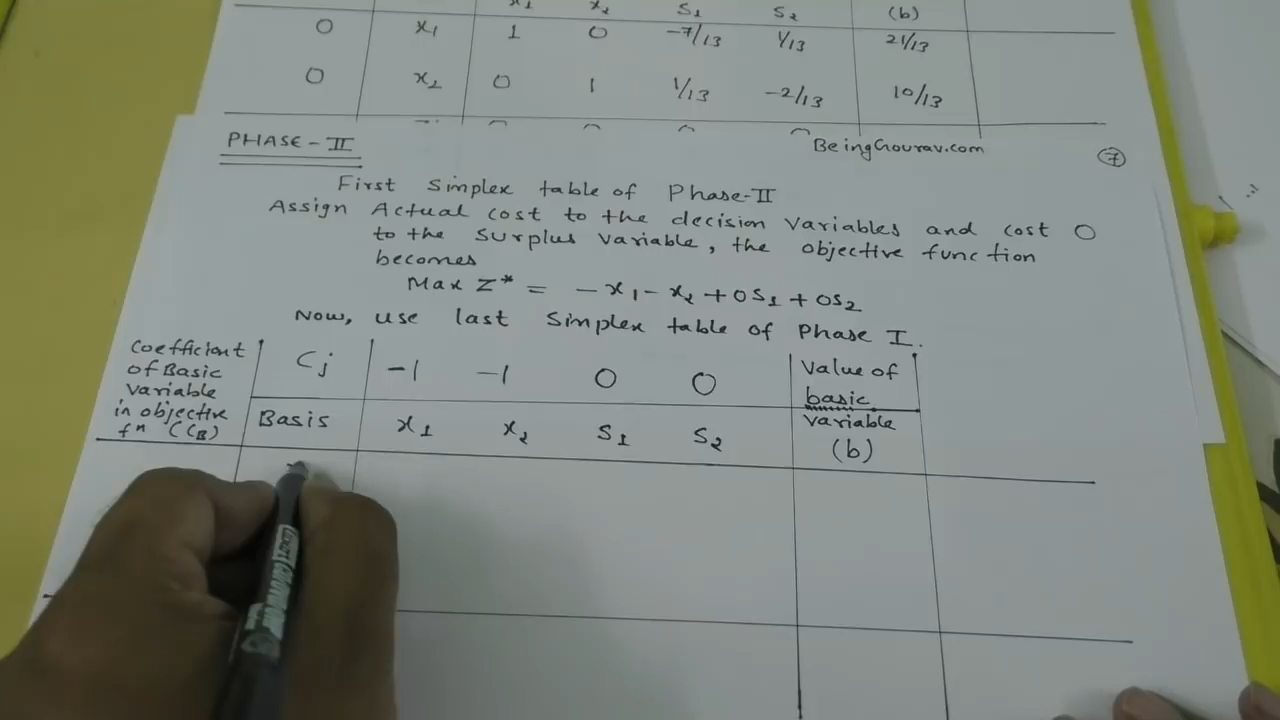 x1 x2 S1 S2 (b)
0 x1 1 0 -7/13 1/13 21/13
0 x2 0 1 1/13 -2/13 10/13
BeingGourav.com
PHASE-II
7
First Simplex table of Phase-II
Assign Actual cost to the decision variables and cost 0
to the surplus variable, the objective function
becomes
Max Z* = -x1 - x2 + 0S1 + 0S2
Now, use last Simplex table of Phase I.
Coefficient of Basic Variable in objective fn (CB)
Cj -1 -1 0 0 Value of basic variable (b)
Basis x1 x2 S1 S2